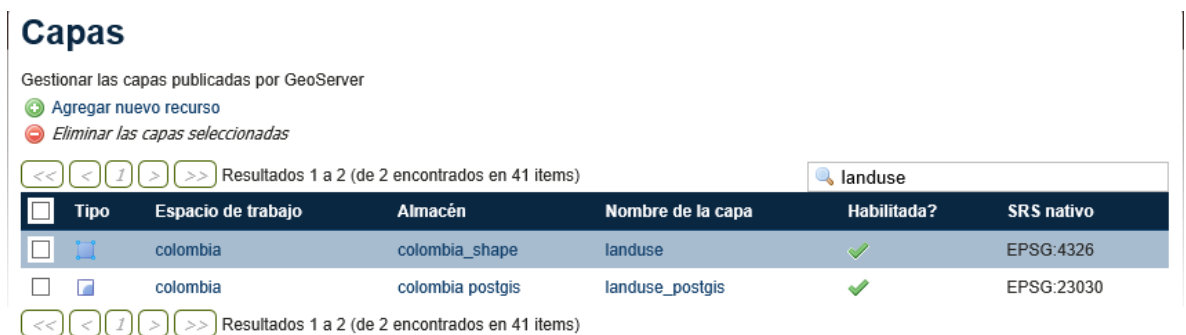 Capas
Gestionar las capas publicadas por GeoServer
Agregar nuevo recurso
Eliminar las capas seleccionadas
<< < 1 > >> Resultados 1 a 2 (de 2 encontrados en 41 items) landuse
Tipo Espacio de trabajo Almacén Nombre de la capa Habilitada? SRS nativo
colombia colombia_shape landuse EPSG:4326
colombia colombia postgis landuse_postgis EPSG:23030
<< < 1 > >> Resultados 1 a 2 (de 2 encontrados en 41 items)